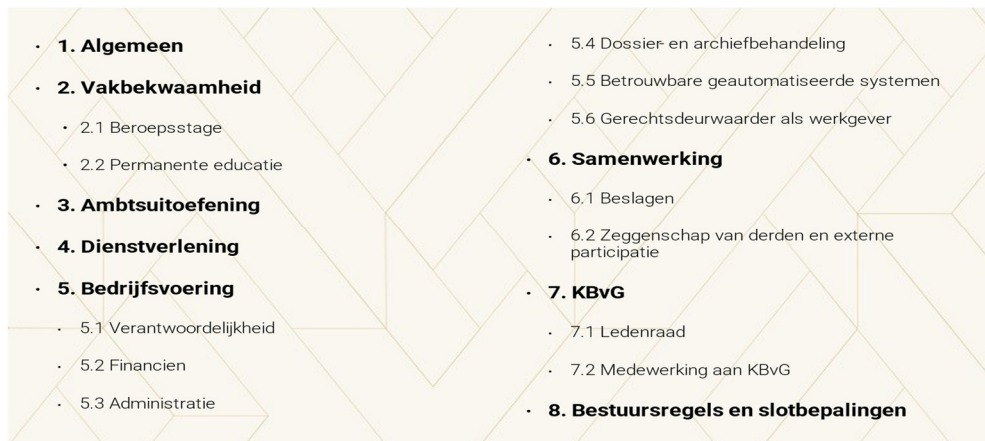 • 1. Algemeen
• 2. Vakbekwaamheid
• 2.1 Beroepsstage
• 2.2 Permanente educatie
• 3. Ambtsuitoefening
• 4. Dienstverlening
• 5. Bedrijfsvoering
• 5.1 Verantwoordelijkheid
• 5.2 Financien
• 5.3 Administratie
• 5.4 Dossier- en archiefbehandeling
• 5.5 Betrouwbare geautomatiseerde systemen
• 5.6 Gerechtsdeurwaarder als werkgever
• 6. Samenwerking
• 6.1 Beslagen
• 6.2 Zeggenschap van derden en externe
participatie
• 7. KBvG
• 7.1 Ledenraad
• 7.2 Medewerking aan KBvG
• 8. Bestuursregels en slotbepalingen